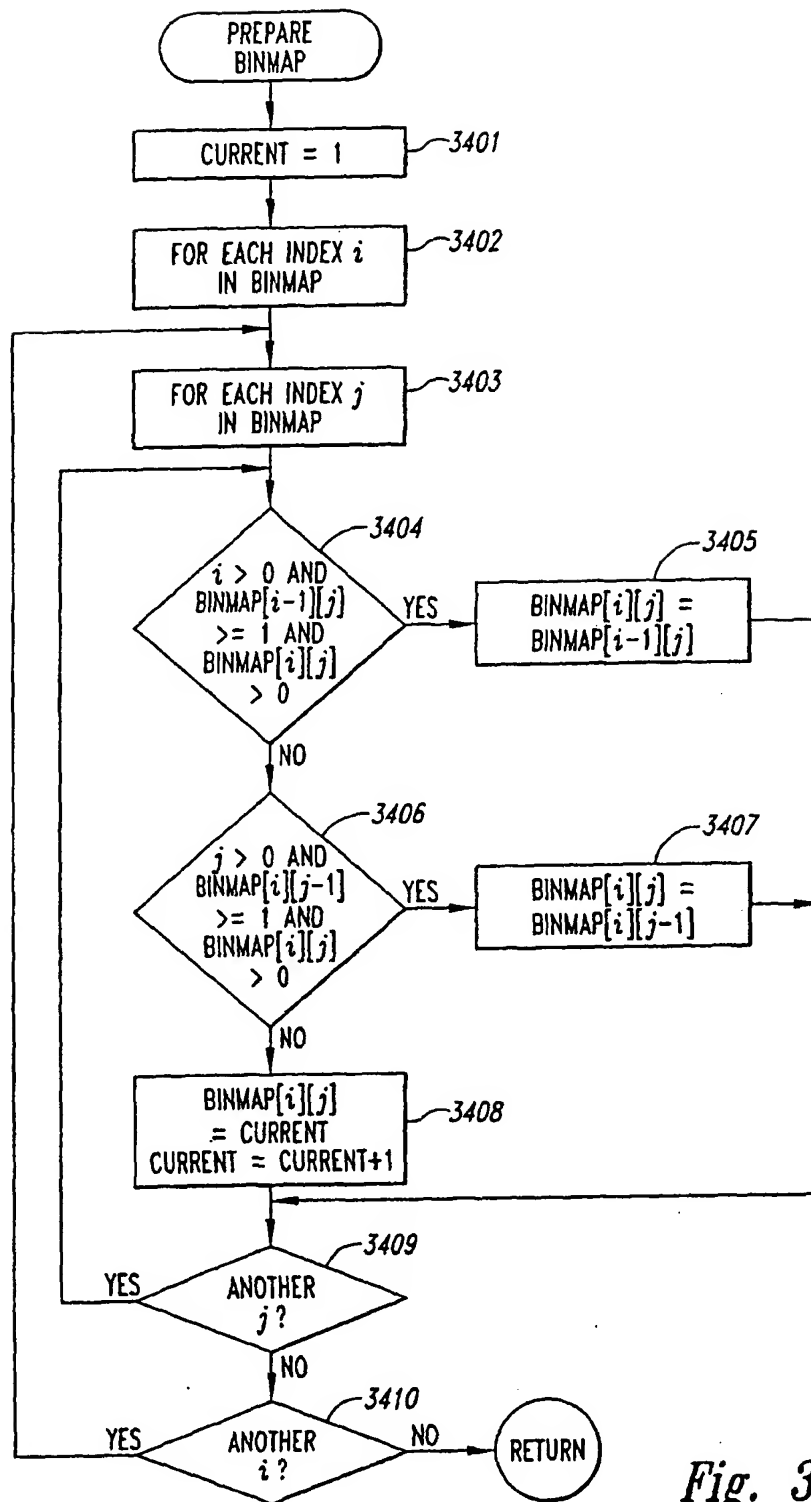 PREPARE
BINMAP
CURRENT = 1
3401
FOR EACH INDEX i
IN BINMAP
3402
FOR EACH INDEX j
IN BINMAP
3403
3404
i > 0 AND
BINMAP[i-1][j]
>= 1 AND
BINMAP[i][j]
> 0
YES
3405
BINMAP[i][j] =
BINMAP[i-1][j]
NO
3406
j > 0 AND
BINMAP[i][j-1]
>= 1 AND
BINMAP[i][j]
> 0
YES
3407
BINMAP[i][j] =
BINMAP[i][j-1]
NO
BINMAP[i][j]
= CURRENT
CURRENT = CURRENT+1
3408
3409
YES
ANOTHER
j?
NO
3410
YES
ANOTHER
i?
NO
RETURN
Fig. 3